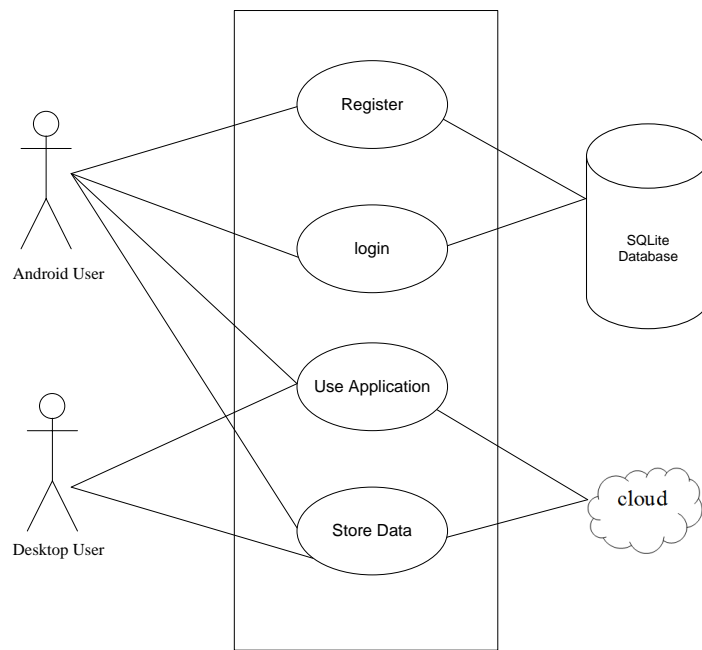 Register
login
SQLite
Database
Android User
Use Application
cloud
Store Data
Desktop User